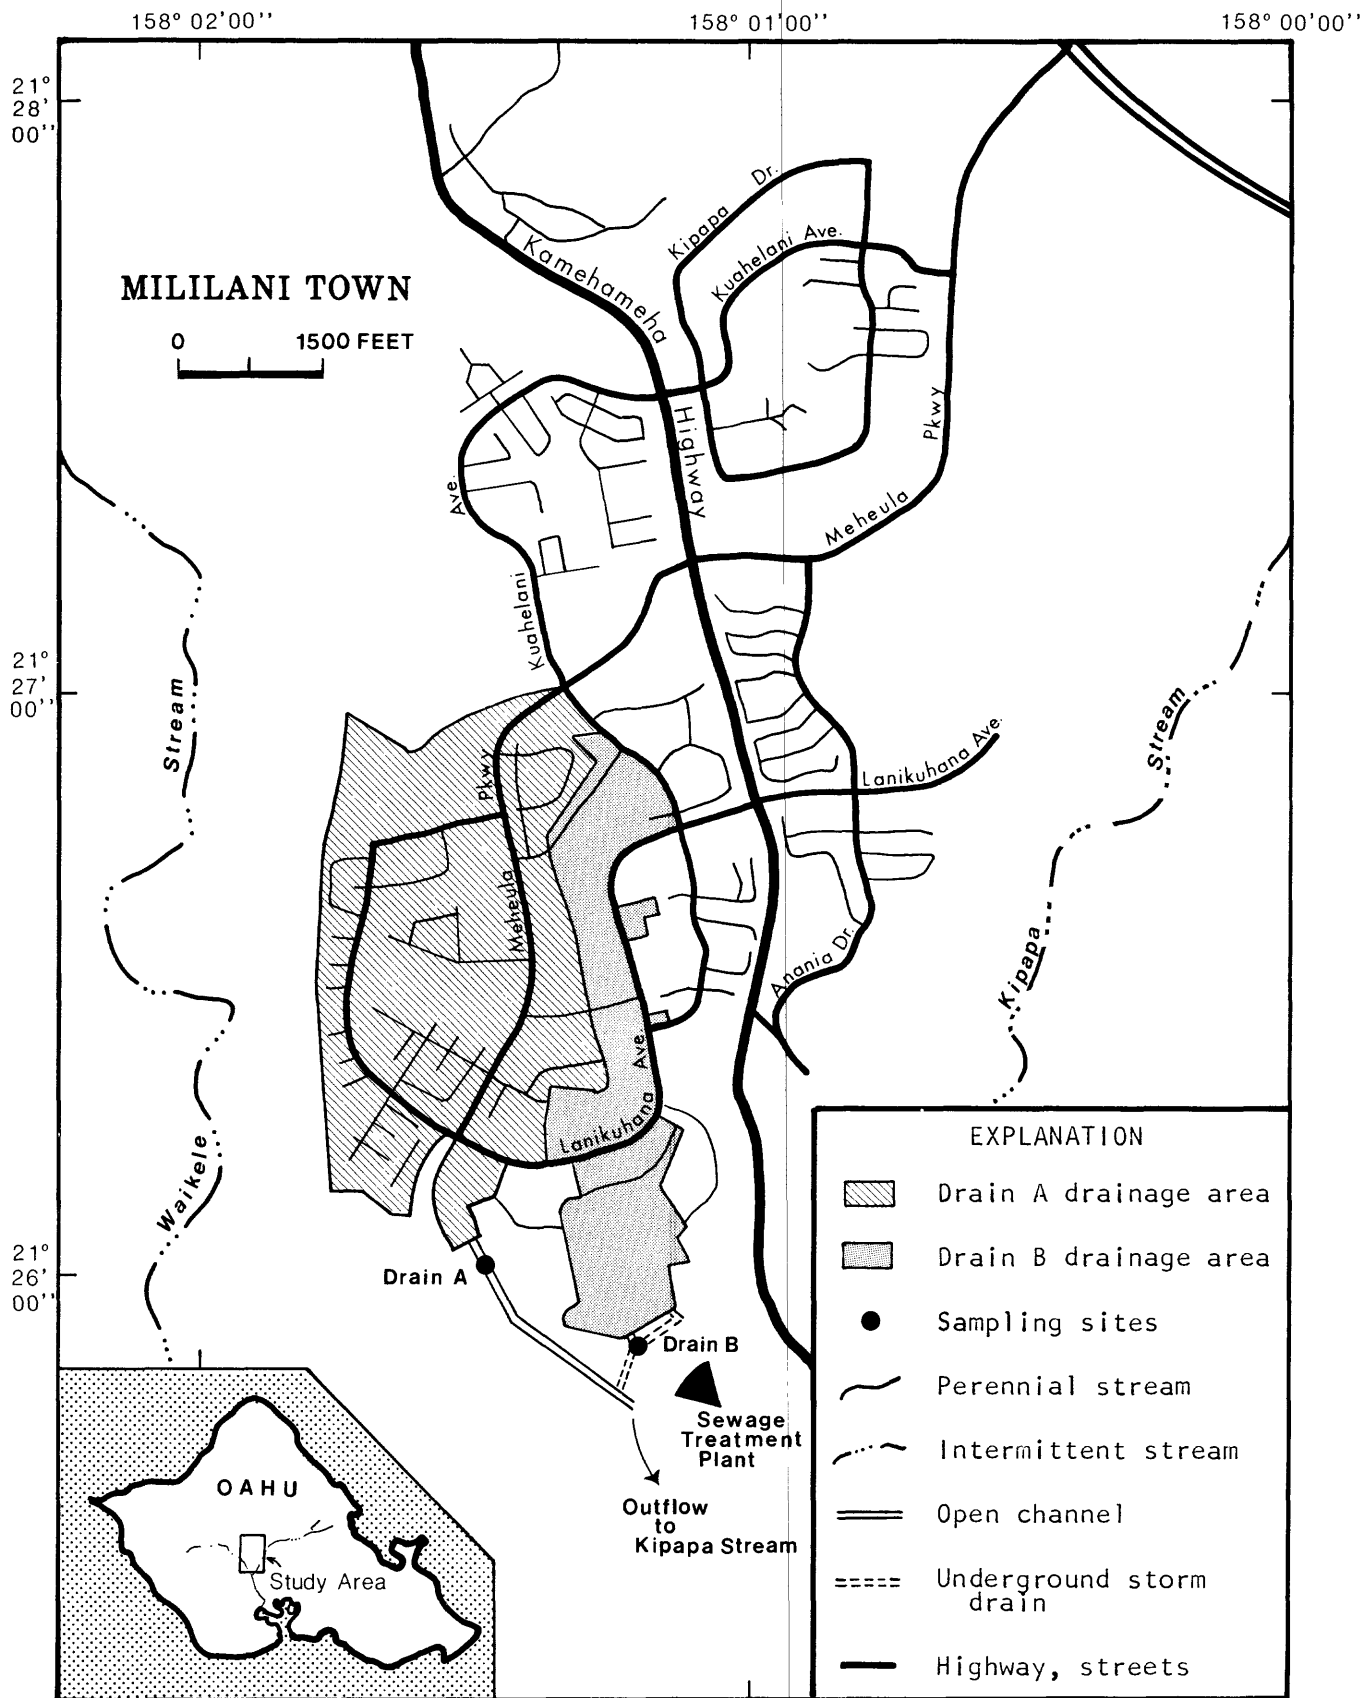 158° 02'00''
158° 01'00''
158° 00'00''
21°
28'
00''
Kipapa Dr.
Kuahelani Ave.
Kamehameha
MILILANI TOWN
0 1500 FEET
Highway
Pkwy
Ave.
Meheula
Kuahelani
21°
27'
00''
Stream
Stream
Pkwy
Lanikuhana Ave.
Meheula
Anania Dr.
Kipapa
Ave.
Lanikuhana
Waikele
21°
26'
00''
Drain A
Drain B
Sewage
Treatment
Plant
Outflow
to
Kipapa Stream
OAHU
Study Area
EXPLANATION
Drain A drainage area
Drain B drainage area
Sampling sites
Perennial stream
Intermittent stream
Open channel
Underground storm
drain
Highway, streets